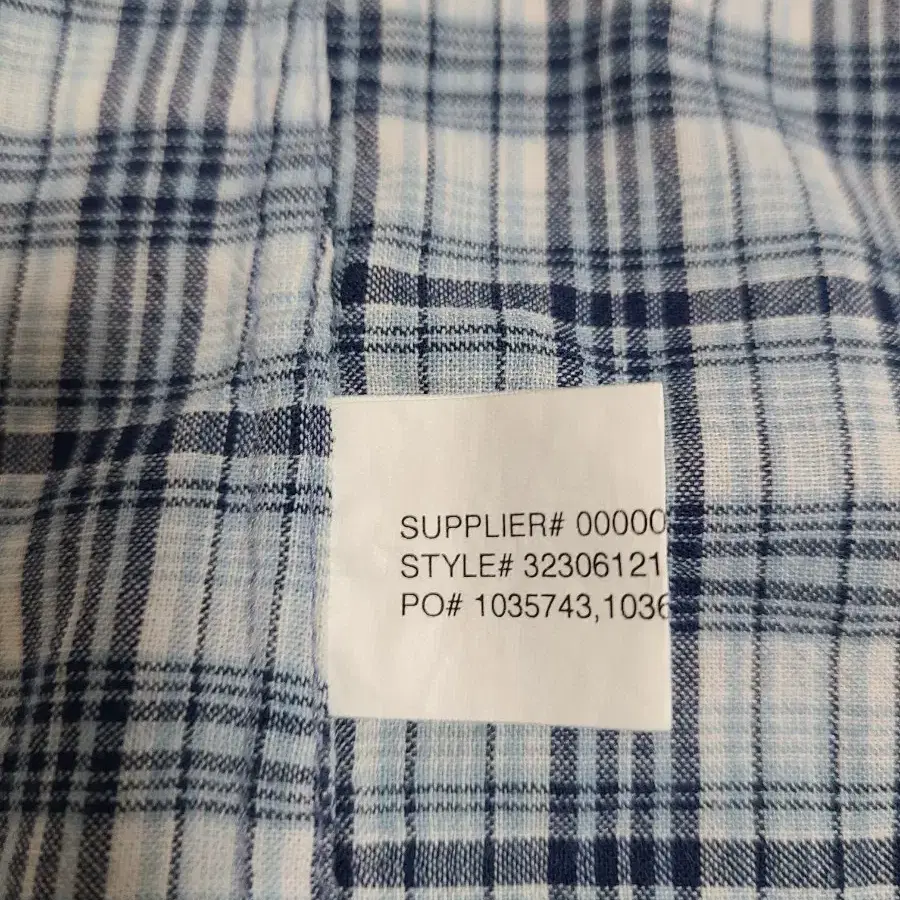 SUPPLIER# 00000
STYLE# 32306121
PO# 1035743,1036